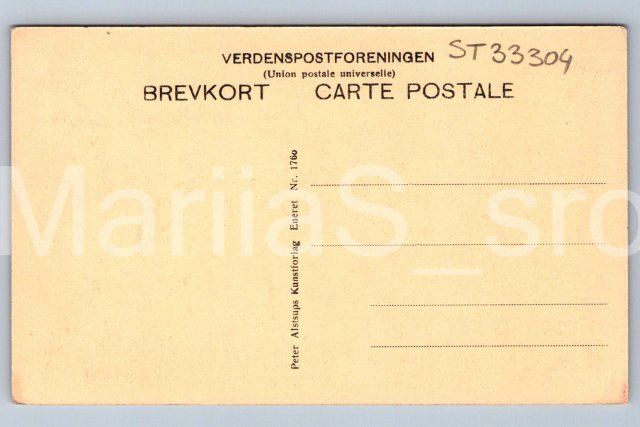 VERDENSPOSTFORENINGEN
ST33304
(Union postale universelle)
BREVKORT CARTE POSTALE
Peter Alstrups Kunstforlag Eneret Nr. 1760
MariiaS_sro